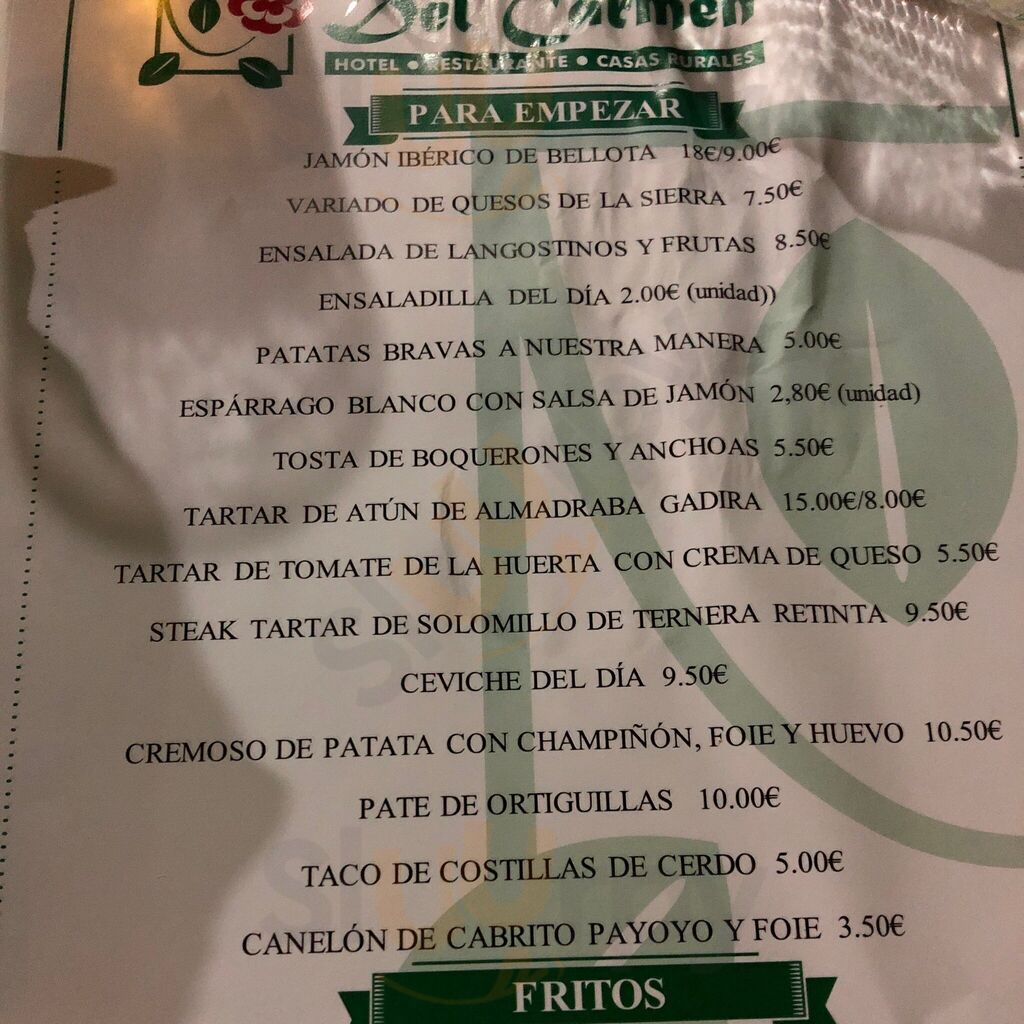 Del Carmen
HOTEL • RESTAURANTE • CASAS RURALES
PARA EMPEZAR
JAMÓN IBÉRICO DE BELLOTA 18€/9.00€
VARIADO DE QUESOS DE LA SIERRA 7.50€
ENSALADA DE LANGOSTINOS Y FRUTAS 8.50€
ENSALADILLA DEL DÍA 2.00€ (unidad))
PATATAS BRAVAS A NUESTRA MANERA 5.00€
ESPÁRRAGO BLANCO CON SALSA DE JAMÓN 2,80€ (unidad)
TOSTA DE BOQUERONES Y ANCHOAS 5.50€
TARTAR DE ATÚN DE ALMADRABA GADIRA 15.00€/8.00€
TARTAR DE TOMATE DE LA HUERTA CON CREMA DE QUESO 5.50€
STEAK TARTAR DE SOLOMILLO DE TERNERA RETINTA 9.50€
CEVICHE DEL DÍA 9.50€
CREMOSO DE PATATA CON CHAMPIÑÓN, FOIE Y HUEVO 10.50€
PATE DE ORTIGUILLAS 10.00€
TACO DE COSTILLAS DE CERDO 5.00€
CANELÓN DE CABRITO PAYOYO Y FOIE 3.50€
FRITOS